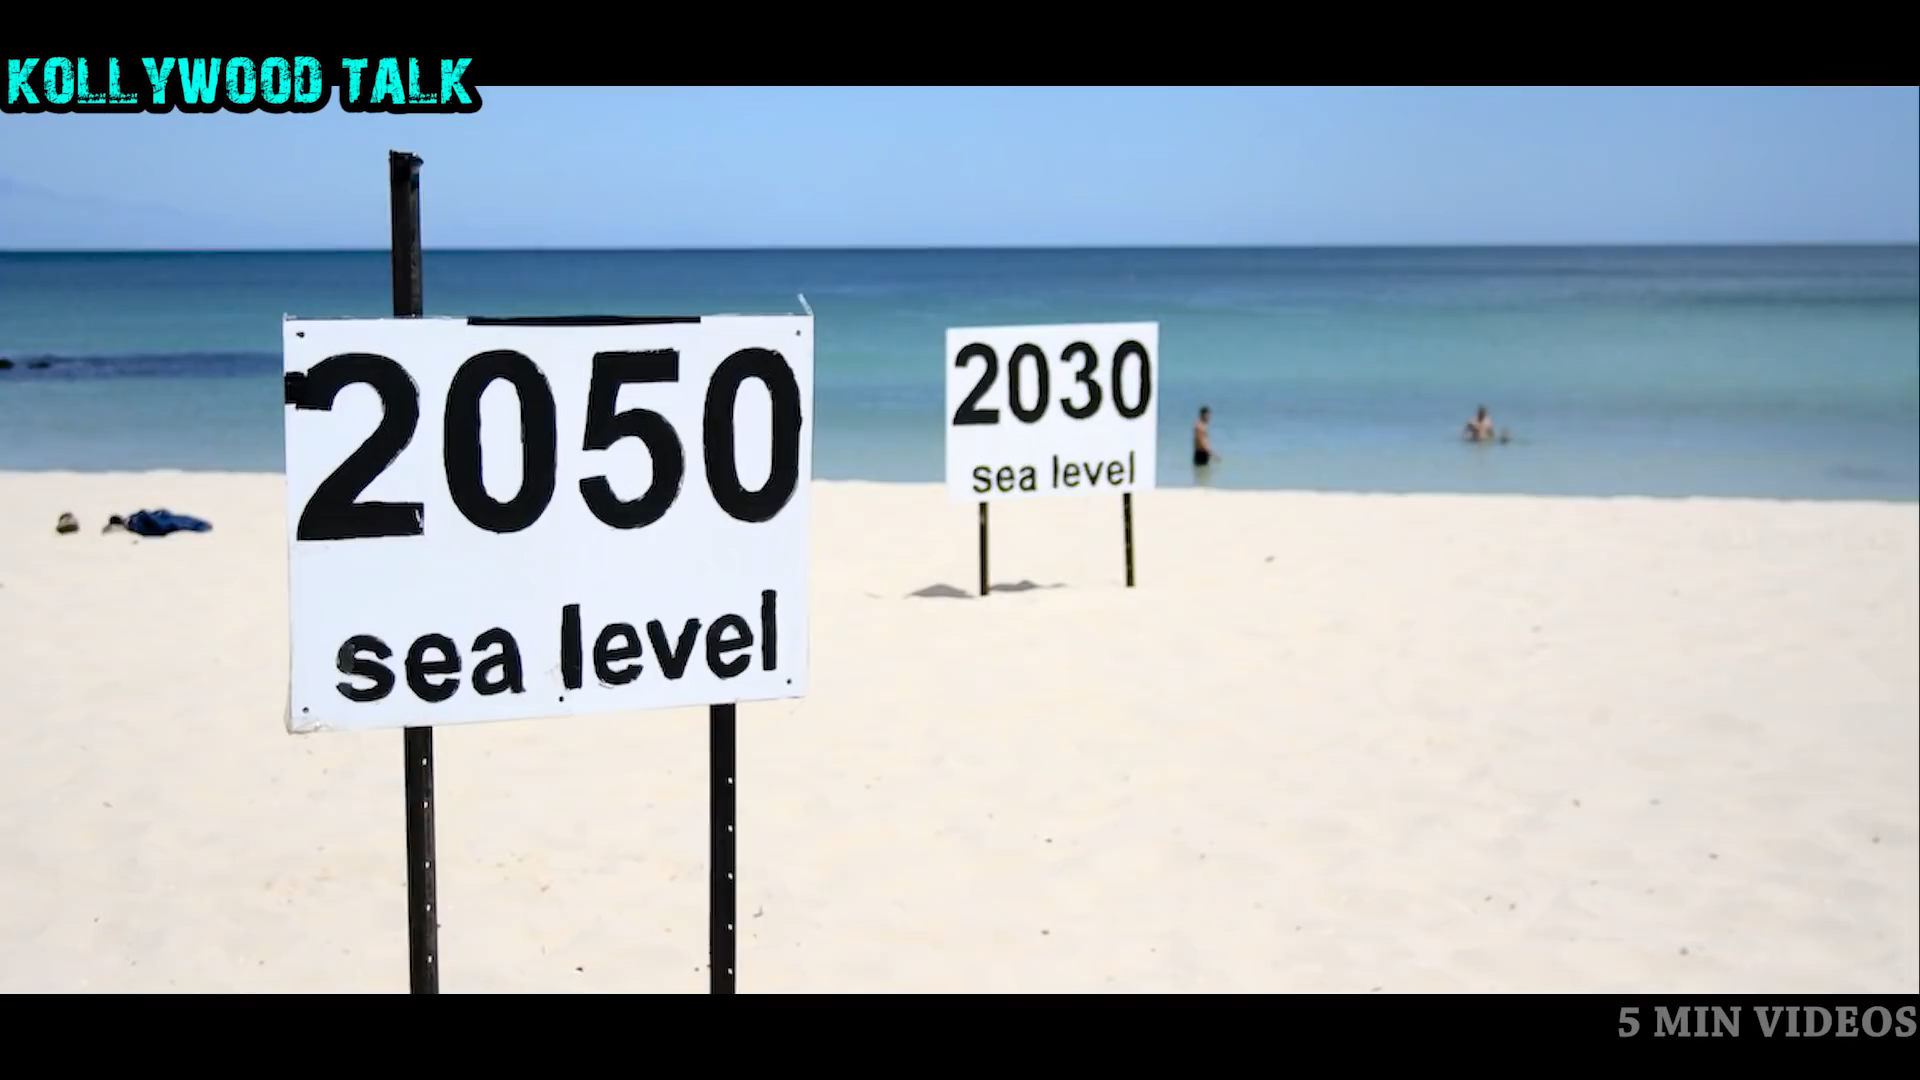 KOLLYWOOD TALK
2050
sea level
2030
sea level
5 MIN VIDEOS